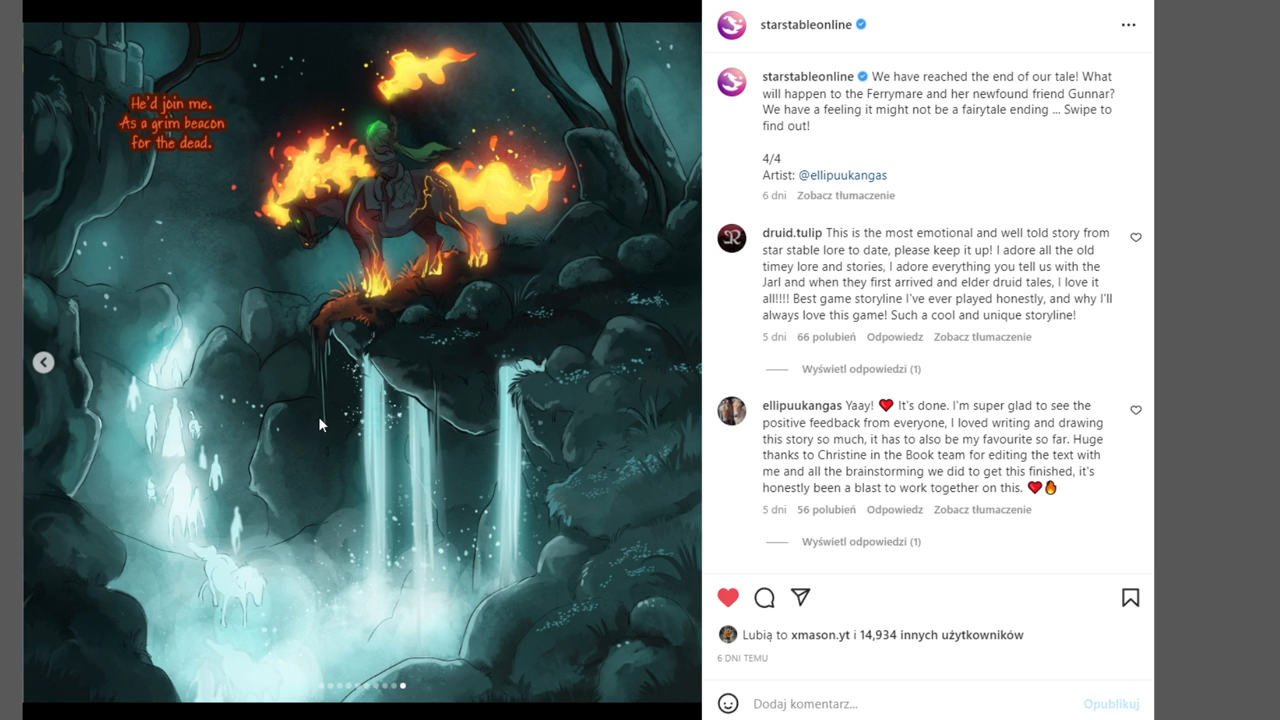 He'd join me.
As a grim beacon
for the dead.
starstableonline
starstableonline We have reached the end of our tale! What
will happen to the Ferrymare and her newfound friend Gunnar?
We have a feeling it might not be a fairytale ending ... Swipe to
find out!
4/4
Artist: @ellipuukangas
6 dni Zobacz tłumaczenie
druid.tulip This is the most emotional and well told story from
star stable lore to date, please keep it up! I adore all the old
timey lore and stories, I adore everything you tell us with the
Jarl and when they first arrived and elder druid tales, I love it
all!!!! Best game storyline I've ever played honestly, and why I'll
always love this game! Such a cool and unique storyline!
5 dni 66 polubień Odpowiedz Zobacz tłumaczenie
Wyświetl odpowiedzi (1)
ellipuukangas Yaay! ❤️ It's done. I'm super glad to see the
positive feedback from everyone, I loved writing and drawing
this story so much, it has to also be my favourite so far. Huge
thanks to Christine in the Book team for editing the text with
me and all the brainstorming we did to get this finished, it's
honestly been a blast to work together on this. ❤️🔥
5 dni 56 polubień Odpowiedz Zobacz tłumaczenie
Wyświetl odpowiedzi (1)
Lubią to xmason.yt i 14,934 innych użytkowników
6 DNI TEMU
Dodaj komentarz...
Opublikuj